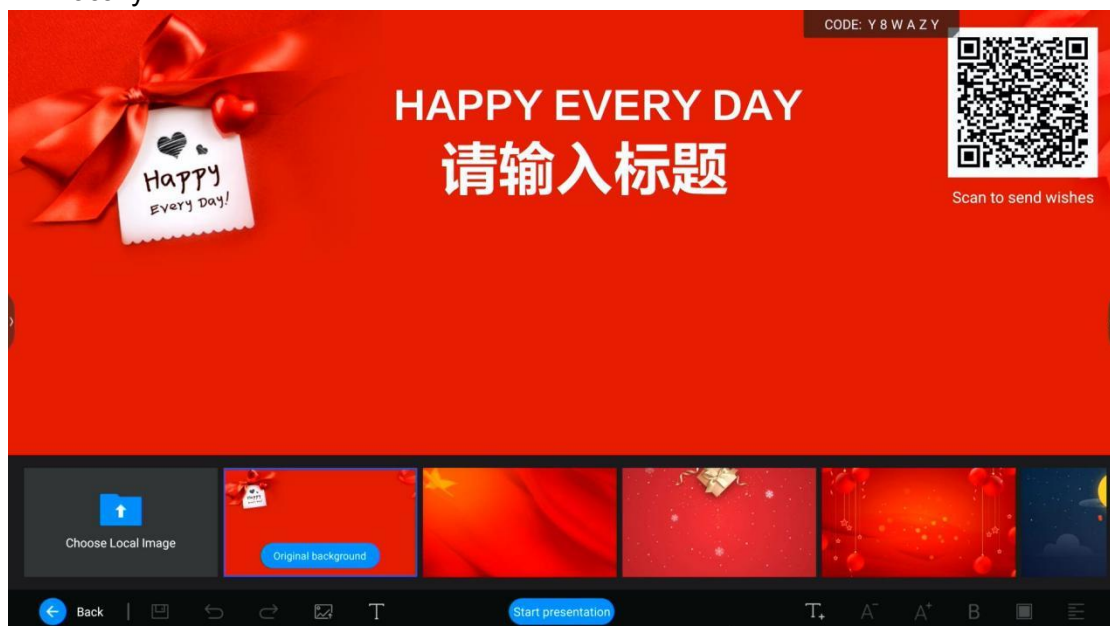 CODE: Y8WAZY
HAPPY EVERY DAY
请输入标题
Happy
Every Day!
Scan to send wishes
Choose Local Image
Original background
Back
Start presentation